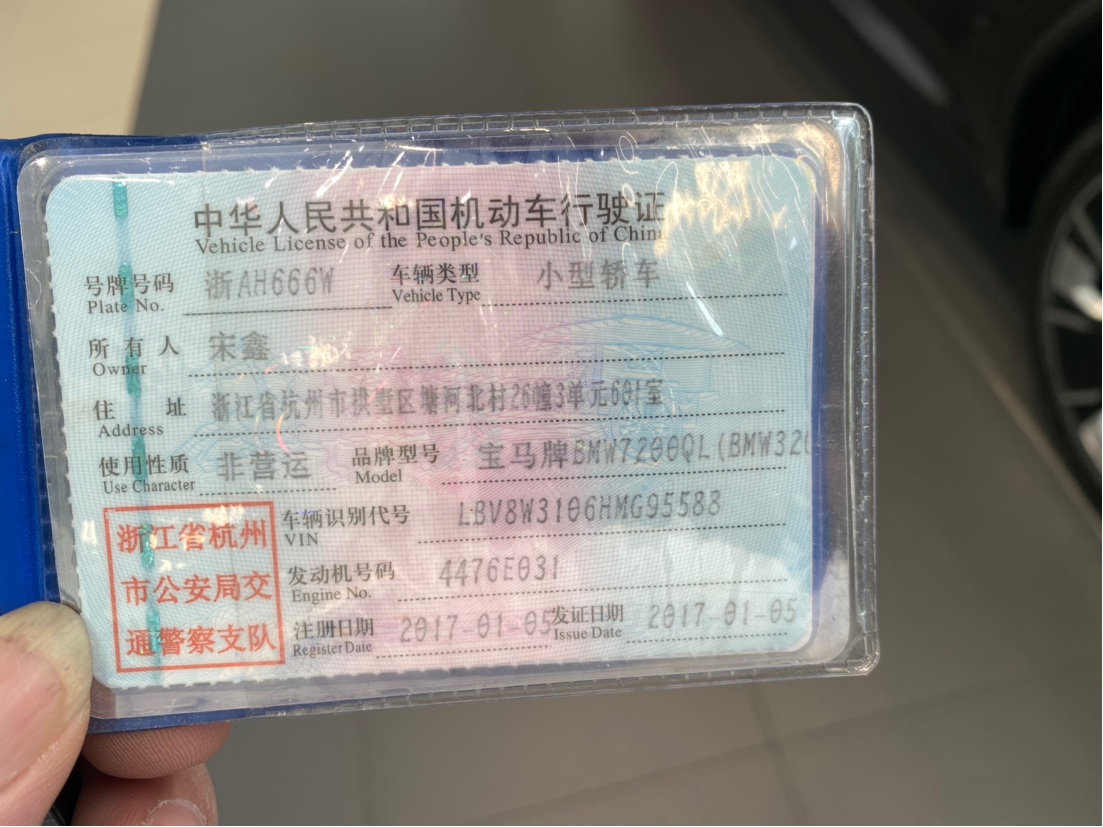 中华人民共和国机动车行驶证
Vehicle License of the People's Republic of China
号牌号码 浙AH666W 车辆类型 小型轿车
Plate No. Vehicle Type
所有人 宋鑫
Owner
住址 浙江省杭州市拱墅区塘河北村26幢3单元601室
Address
使用性质 非营运 品牌型号 宝马牌BMW7200QL(BMW320
Use Character Model
车辆识别代号 LBV8W3106HMG95583
VIN
发动机号码 4476E031
Engine No.
注册日期 2017-01-05 发证日期 2017-01-05
Register Date Issue Date
浙江省杭州
市公安局交
通警察支队